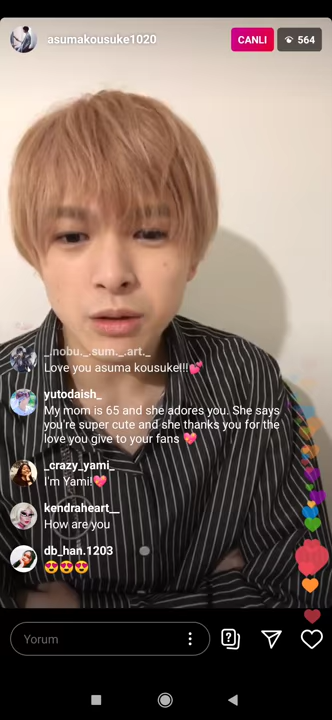 asumakousuke1020
CANLI
564
_nobu._.sum._.art._
Love you asuma kousuke!!!💕
yutodaish_
My mom is 65 and she adores you. She says
you're super cute and she thanks you for the
love you give to your fans 💖
_crazy_yami_
I'm Yami!💖
kendraheart__
How are you
db_han.1203
😍😍😍
Yorum